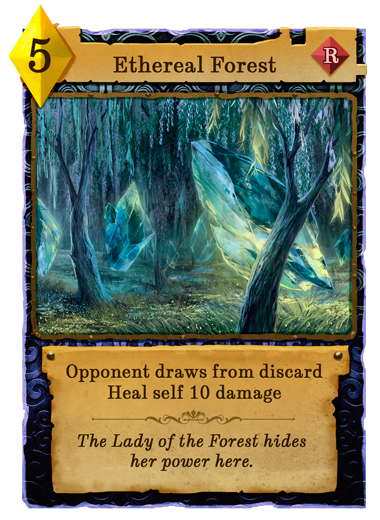 5
Ethereal Forest
R
Opponent draws from discard
Heal self 10 damage
The Lady of the Forest hides
her power here.